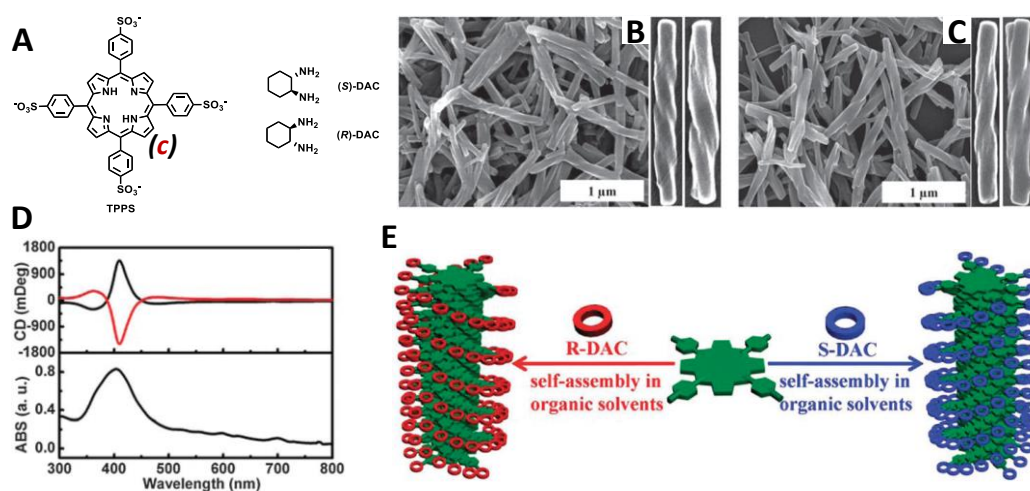 A
SO₃⁻
NH
N
N
HN
⁻O₃S
SO₃⁻
(c)
SO₃⁻
TPPS
NH₂
NH₂
(S)-DAC
NH₂
NH₂
(R)-DAC
B
1 µm
C
1 µm
D
CD (mDeg)
1800
900
0
-900
-1800
ABS (a. u.)
0.8
0.4
0.0
300 400 500 600 700 800
Wavelength (nm)
E
R-DAC
self-assembly in
organic solvents
S-DAC
self-assembly in
organic solvents